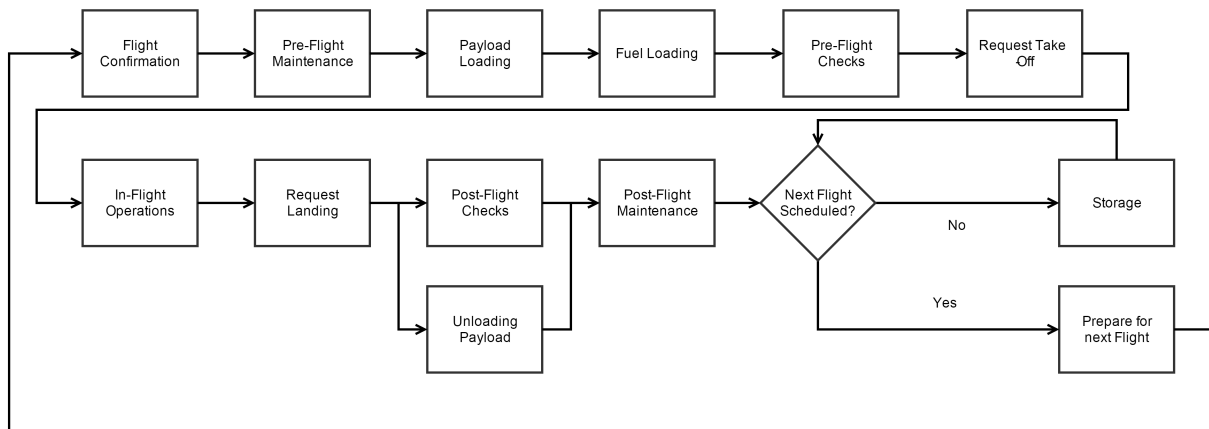 Flight
Confirmation
Pre-Flight
Maintenance
Payload
Loading
Fuel Loading
Pre-Flight
Checks
Request Take
-Off
In-Flight
Operations
Request
Landing
Post-Flight
Checks
Post-Flight
Maintenance
Next Flight
Scheduled?
No
Storage
Unloading
Payload
Yes
Prepare for
next Flight